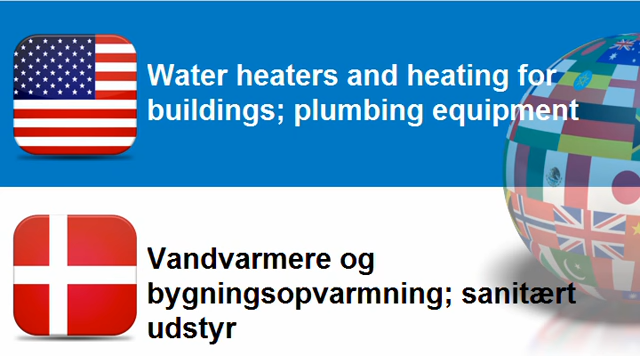 Water heaters and heating for
buildings; plumbing equipment
Vandvarmere og
bygningsopvarmning; sanitært
udstyr